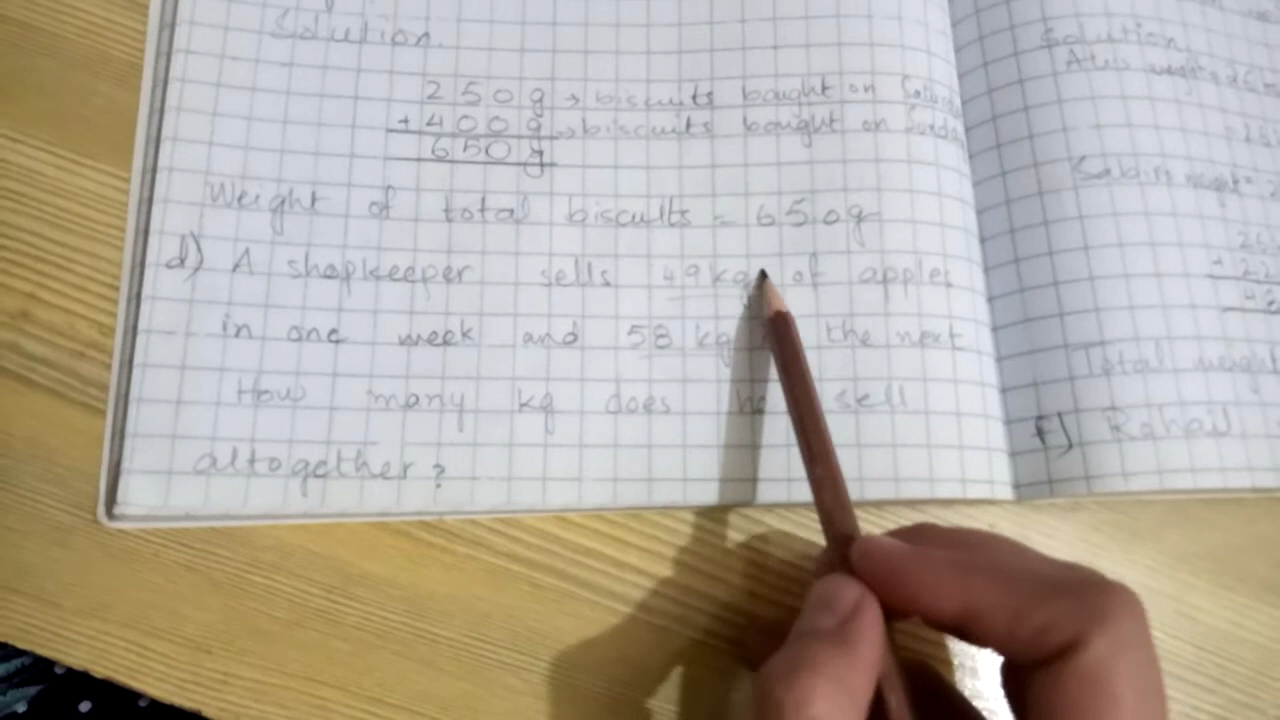 Solution.
250g → biscuits bought on
+400g → biscuits bought on
650g
Weight of total biscuits = 650g
d) A shopkeeper sells 49kg of apples
in one week and 58 kg the next
How many kg does he sell
altogether?
Solution
Total weight
f) Rahail